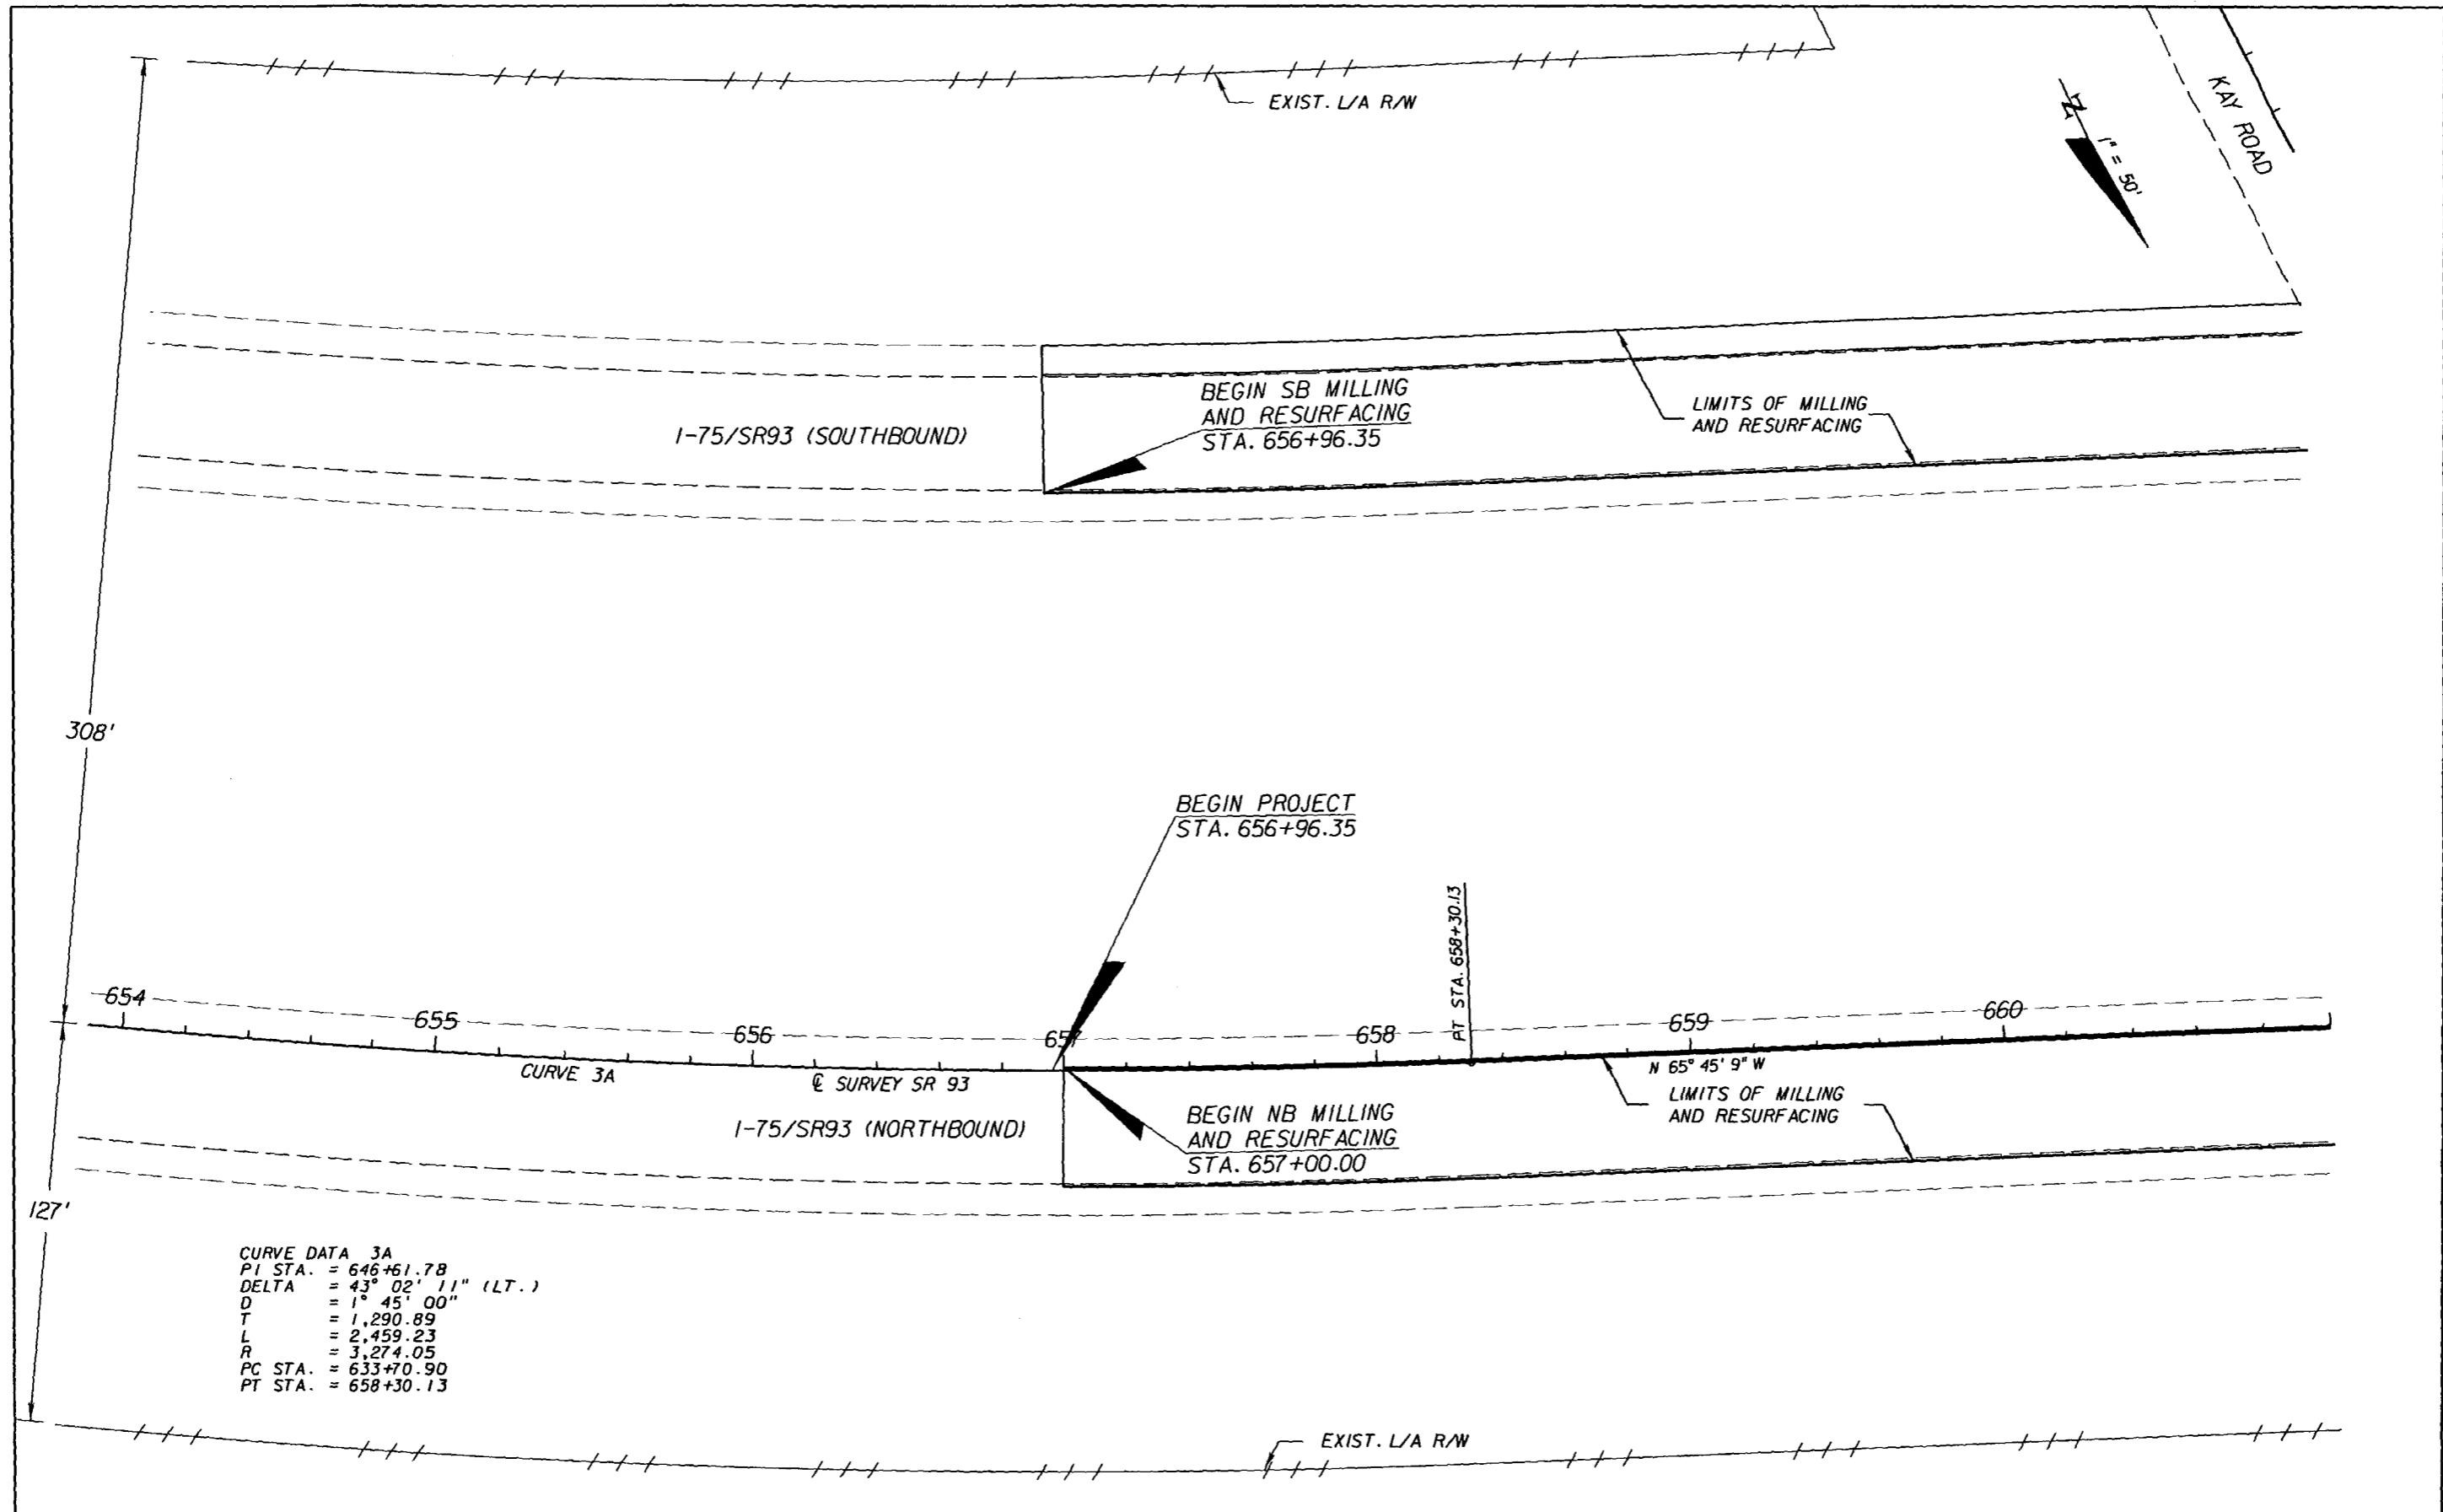 EXIST. L/A R/W
KAY ROAD
N
1" = 50'
BEGIN SB MILLING
AND RESURFACING
STA. 656+96.35
LIMITS OF MILLING
AND RESURFACING
I-75/SR93 (SOUTHBOUND)
308'
BEGIN PROJECT
STA. 656+96.35
PT STA. 658+30.13
654
655
656
657
658
659
660
CURVE 3A
℄ SURVEY SR 93
N 65° 45' 9" W
LIMITS OF MILLING
AND RESURFACING
I-75/SR93 (NORTHBOUND)
BEGIN NB MILLING
AND RESURFACING
STA. 657+00.00
127'
CURVE DATA 3A
PI STA. = 646+61.78
DELTA = 43° 02' 11" (LT.)
D = 1° 45' 00"
T = 1,290.89
L = 2,459.23
R = 3,274.05
PC STA. = 633+70.90
PT STA. = 658+30.13
EXIST. L/A R/W